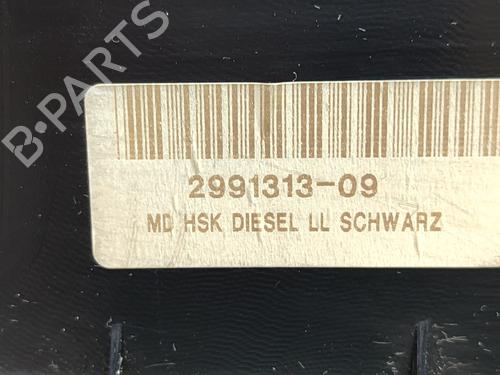 B-PARTS
2991313-09
MD HSK DIESEL LL SCHWARZ